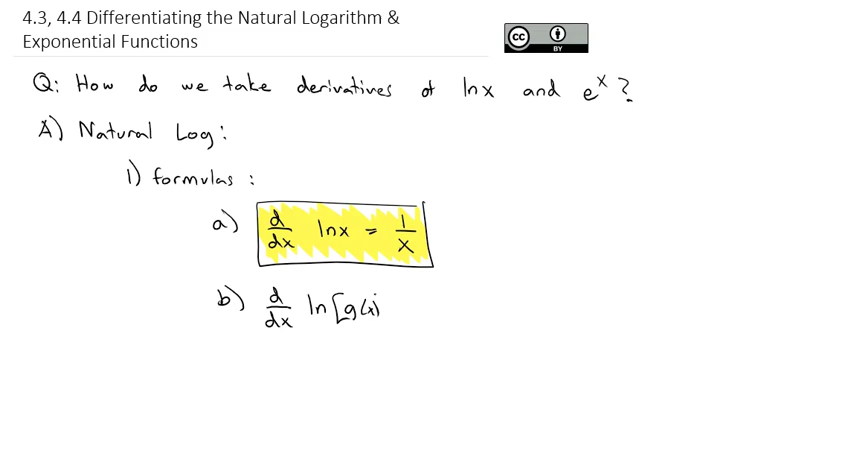 4.3, 4.4 Differentiating the Natural Logarithm &
Exponential Functions
cc BY
Q: How do we take derivatives of ln x and e^x ?
A) Natural Log:
1) formulas :
a) d/dx ln x = 1/x
b) d/dx ln [g(x)